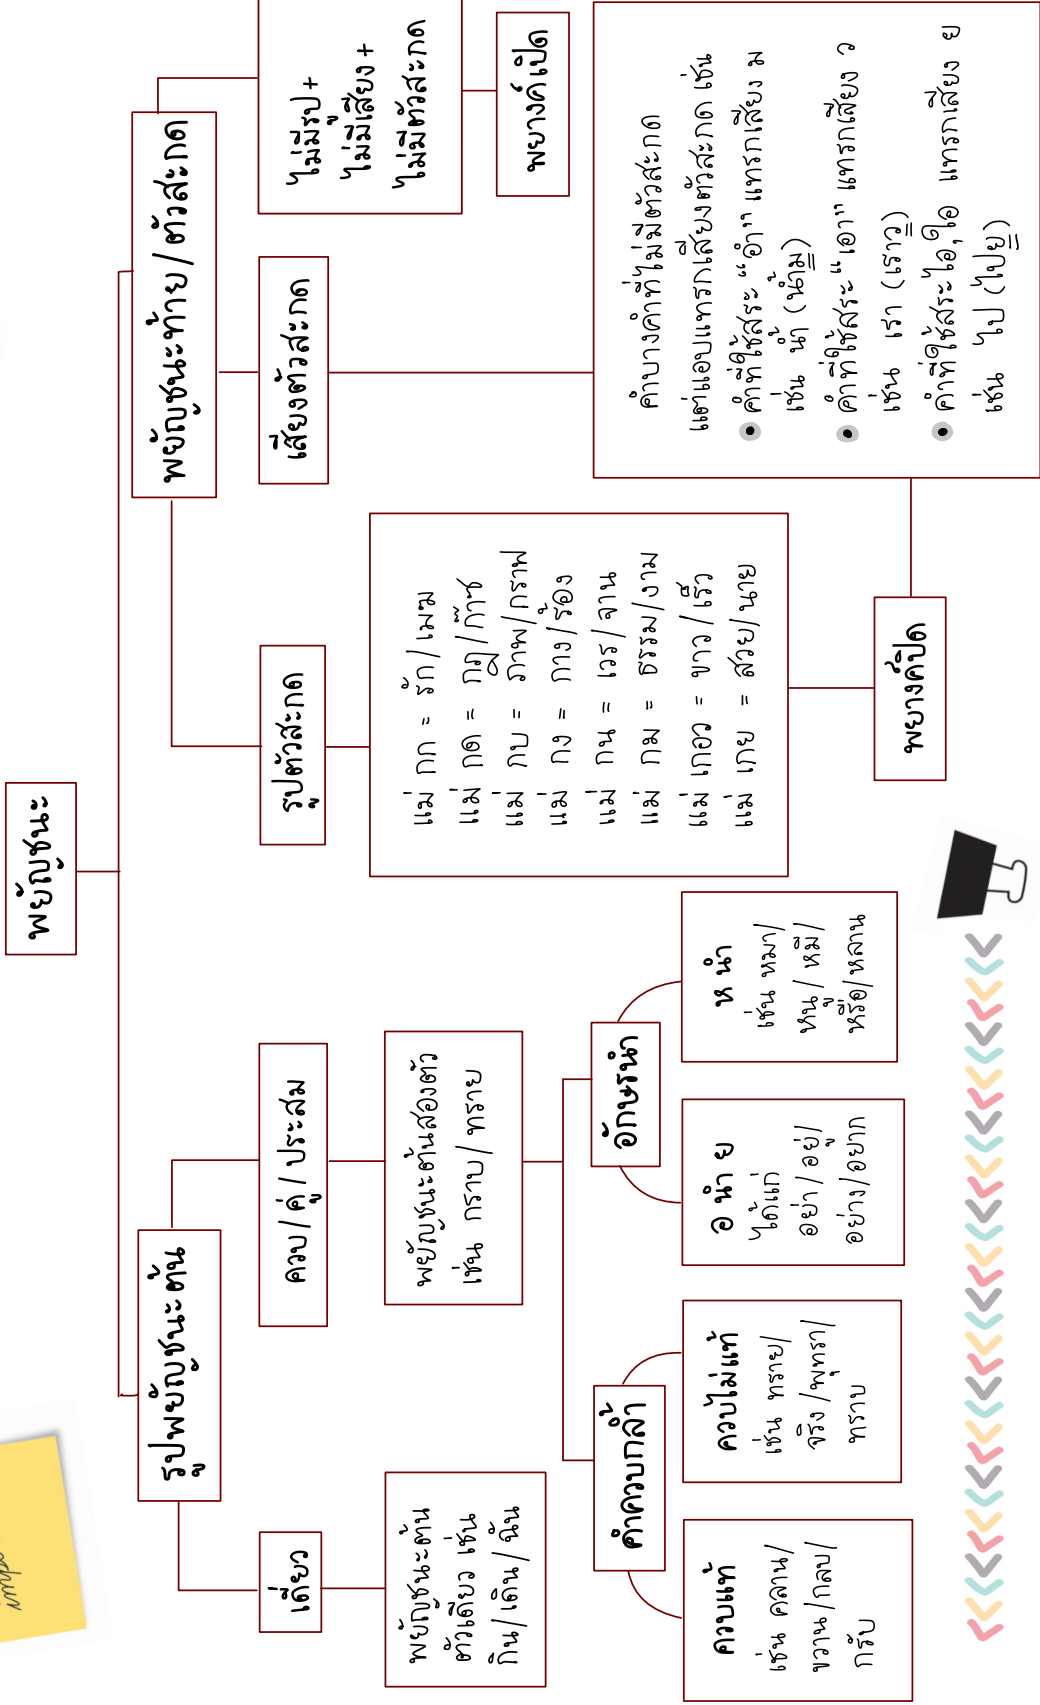 พยัญชนะ
รูปพยัญชนะต้น
เดี่ยว
พยัญชนะต้น
ตัวเดียว เช่น
กิน/เดิน/ฉัน
ควบ/คู่/ประสม
พยัญชนะต้นสองตัว
เช่น กราบ/ทราย
คำควบกล้ำ
ควบแท้
เช่น คลาน/
ขวาน/กลบ/
กรับ
ควบไม่แท้
เช่น ทราย/
จริง/พุทรา/
ทราบ
อักษรนำ
อ นำ ย
ได้แก่
อย่า/อยู่/
อย่าง/อยาก
ห นำ
เช่น หมา/
หนู/หมี/
หรือ/หลาน
พยัญชนะท้าย/ตัวสะกด
รูปตัวสะกด
แม่ กก = รัก/เมฆ
แม่ กด = กฎ/ก๊าซ
แม่ กบ = ภาพ/กราฟ
แม่ กง = กาง/ร้อง
แม่ กน = เวร/จาน
แม่ กม = ธรรม/งาม
แม่ เกอว = ขาว/เร็ว
แม่ เกย = สวย/นาย
พยางค์ปิด
เสียงตัวสะกด
คำบางคำที่ไม่มีตัวสะกด
แต่แอบแทรกเสียงตัวสะกด เช่น
• คำที่ใช้สระ "อำ" แทรกเสียง ม
เช่น น้ำ (น้ำม)
• คำที่ใช้สระ "เอา" แทรกเสียง ว
เช่น เรา (เราว)
• คำที่ใช้สระไอ,ใอ แทรกเสียง ย
เช่น ไป (ไปย)
ไม่มีรูป +
ไม่มีเสียง +
ไม่มีตัวสะกด
พยางค์เปิด